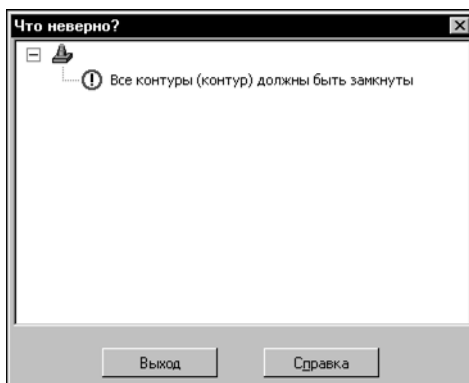 Что неверно?
Все контуры (контур) должны быть замкнуты
Выход
Справка